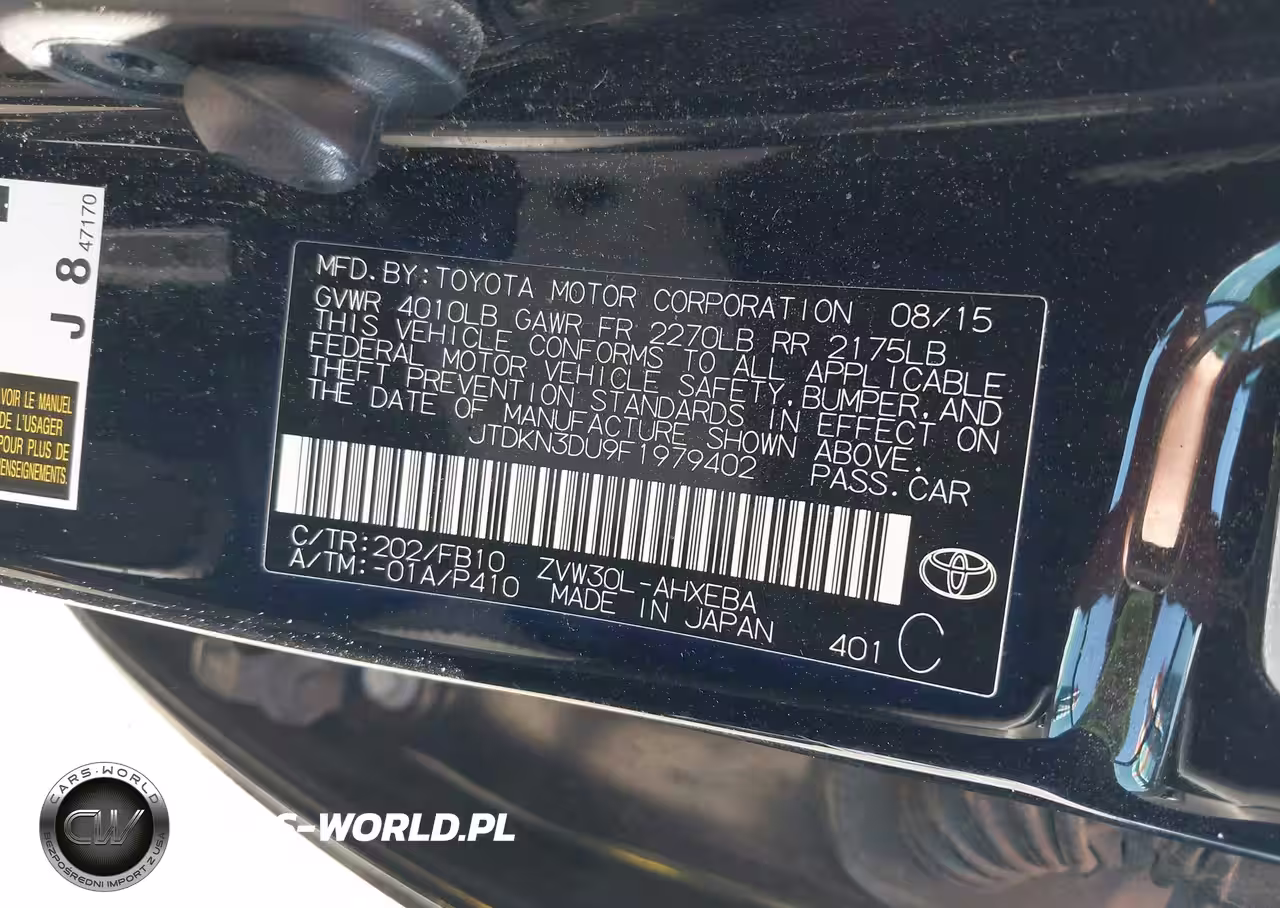 J 8 47170
VOIR LE MANUEL
DE L'USAGER
POUR PLUS DE
RENSEIGNEMENTS.
MFD. BY: TOYOTA MOTOR CORPORATION 08/15
GVWR 4010LB GAWR FR 2270LB RR 2175LB
THIS VEHICLE CONFORMS TO ALL APPLICABLE
FEDERAL MOTOR VEHICLE SAFETY, BUMPER, AND
THEFT PREVENTION STANDARDS IN EFFECT ON
THE DATE OF MANUFACTURE SHOWN ABOVE.
JTDKN3DU9F1979402 PASS. CAR
C/TR: 202/FB10 ZVW30L-AHXEBA
A/TM: -01A/P410 MADE IN JAPAN
401 C
CARS-WORLD
CW
BEZPOŚREDNI IMPORT Z USA
S-WORLD.PL